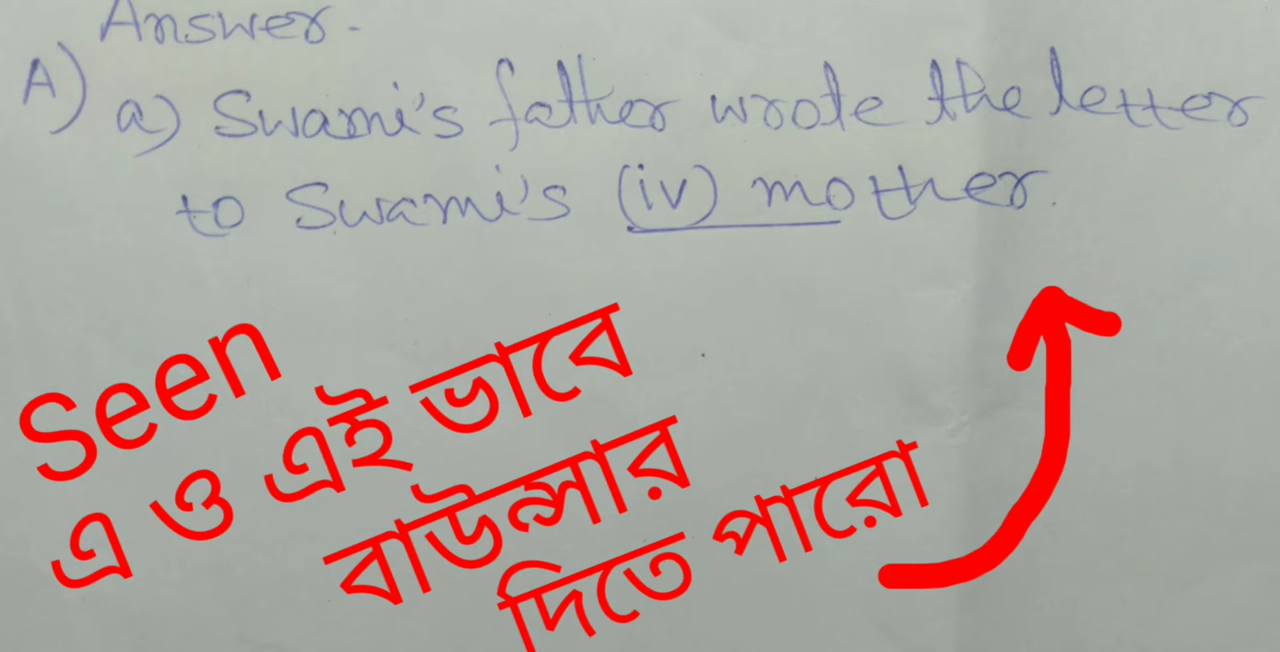 Answer.
A) a) Swami's father wrote the letter
to Swami's (iv) mother.
Seen
এ ও এই ভাবে
বাউন্সার
দিতে পারো